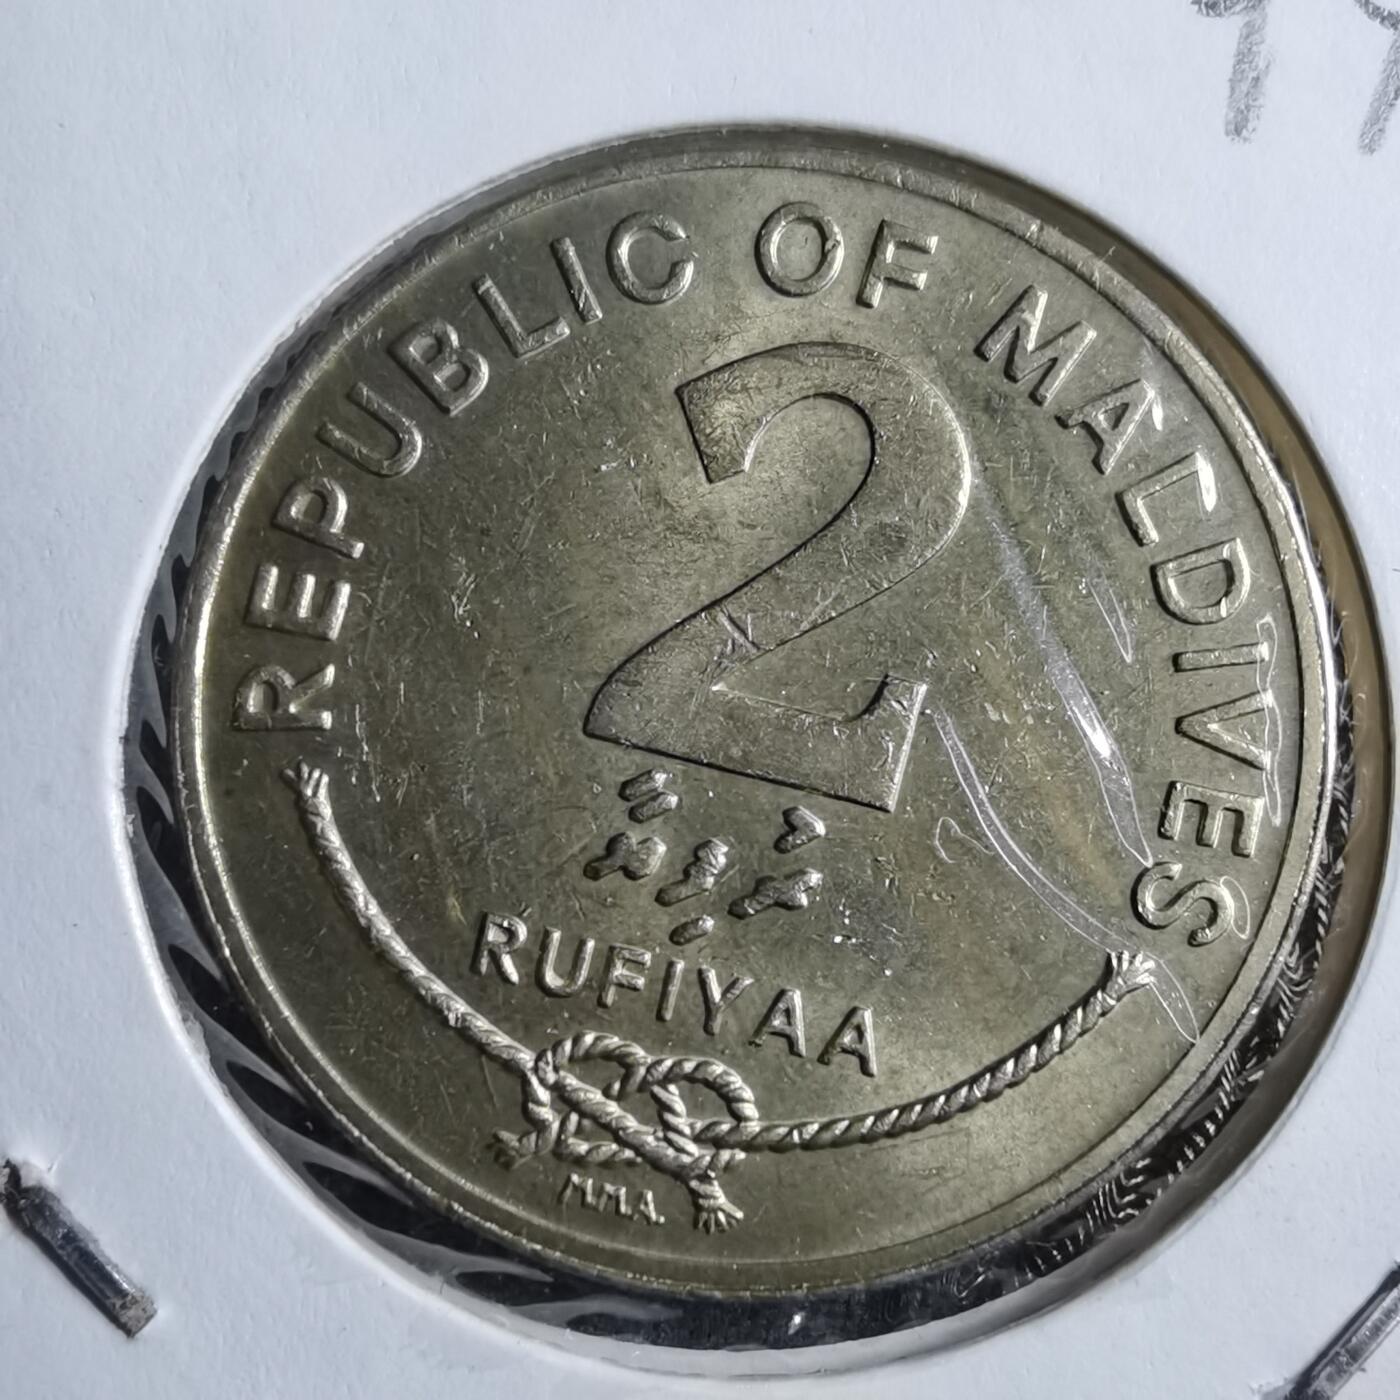 REPUBLIC OF MALDIVES
2
RUFIYAA
M.M.A.